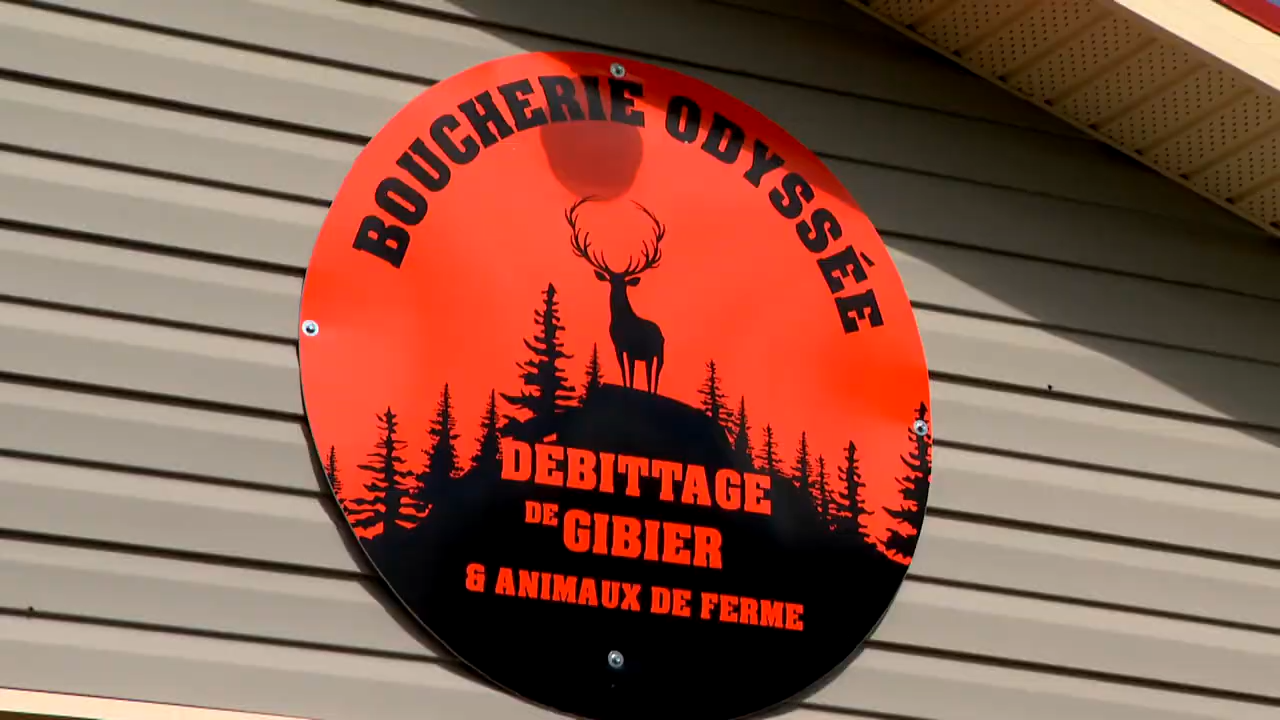 BOUCHERIE ODYSSÉE
DÉBITTAGE
DE GIBIER
& ANIMAUX DE FERME